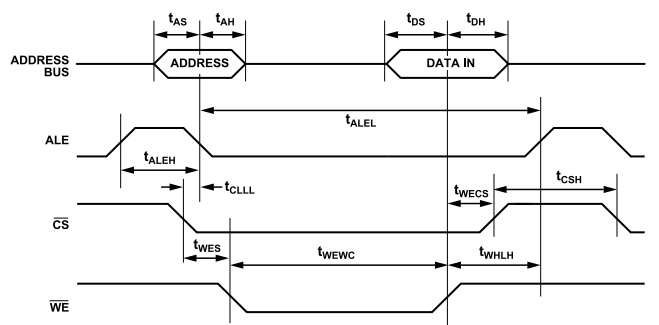 tAS tAH tDS tDH
ADDRESS BUS
ADDRESS
DATA IN
tALEL
ALE
tALEH
tCLLL
tWECS
tCSH
CS
tWES
tWEWC
tWHLH
WE